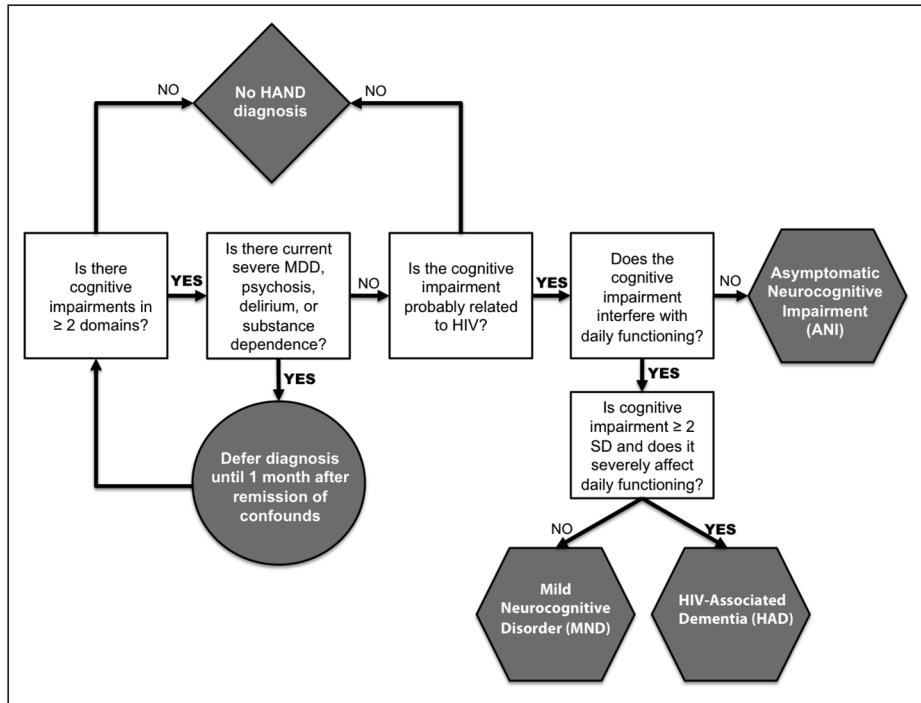 NO
No HAND
diagnosis
NO
Is there
cognitive
impairments in
≥ 2 domains?
YES
Is there current
severe MDD,
psychosis,
delirium, or
substance
dependence?
NO
Is the cognitive
impairment
probably related
to HIV?
YES
Does the
cognitive
impairment
interfere with
daily functioning?
NO
Asymptomatic
Neurocognitive
Impairment
(ANI)
YES
Defer diagnosis
until 1 month after
remission of
confounds
YES
Is cognitive
impairment ≥ 2
SD and does it
severely affect
daily functioning?
NO
YES
Mild
Neurocognitive
Disorder (MND)
HIV-Associated
Dementia (HAD)